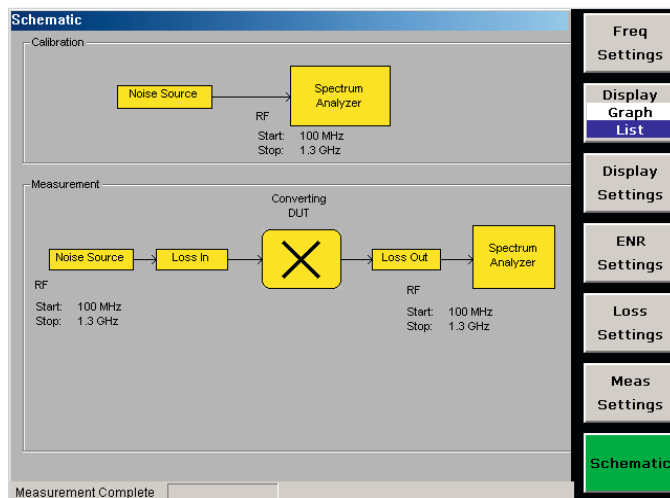 Schematic
Calibration
Noise Source
Spectrum
Analyzer
RF
Start: 100 MHz
Stop: 1.3 GHz
Measurement
Converting
DUT
Noise Source
Loss In
Loss Out
Spectrum
Analyzer
RF
Start: 100 MHz
Stop: 1.3 GHz
RF
Start: 100 MHz
Stop: 1.3 GHz
Measurement Complete
Freq
Settings
Display
Graph
List
Display
Settings
ENR
Settings
Loss
Settings
Meas
Settings
Schematic